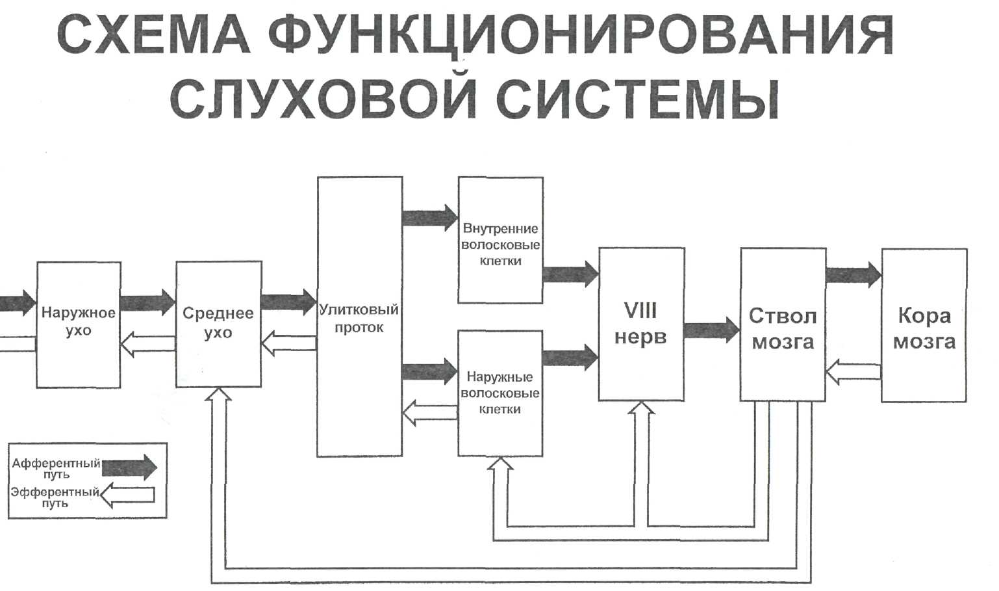 СХЕМА ФУНКЦИОНИРОВАНИЯ
СЛУХОВОЙ СИСТЕМЫ
Наружное
ухо
Среднее
ухо
Улитковый
проток
Внутренние
волосковые
клетки
Наружные
волосковые
клетки
VIII
нерв
Ствол
мозга
Кора
мозга
Афферентный
путь
Эфферентный
путь